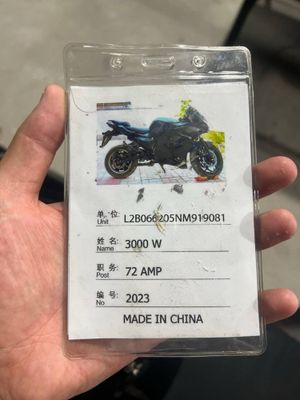 单 位: L2B066205NM919081
Unit
姓 名: 3000 W
Name
职 务: 72 AMP
Post
编 号: 2023
No
MADE IN CHINA